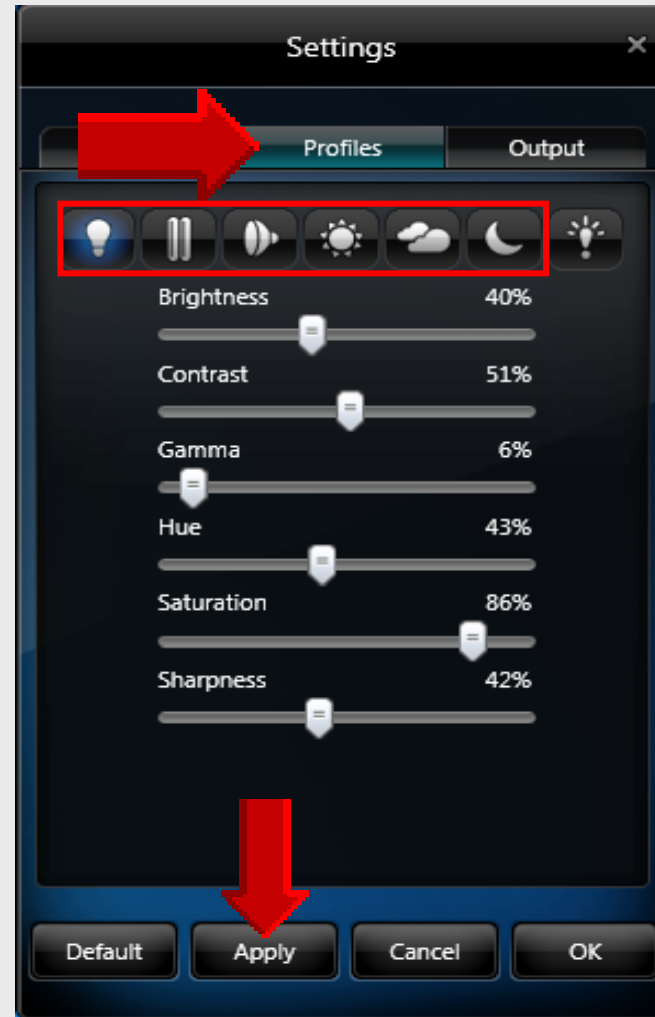 Settings
Profiles Output
Brightness 40%
Contrast 51%
Gamma 6%
Hue 43%
Saturation 86%
Sharpness 42%
Default Apply Cancel OK